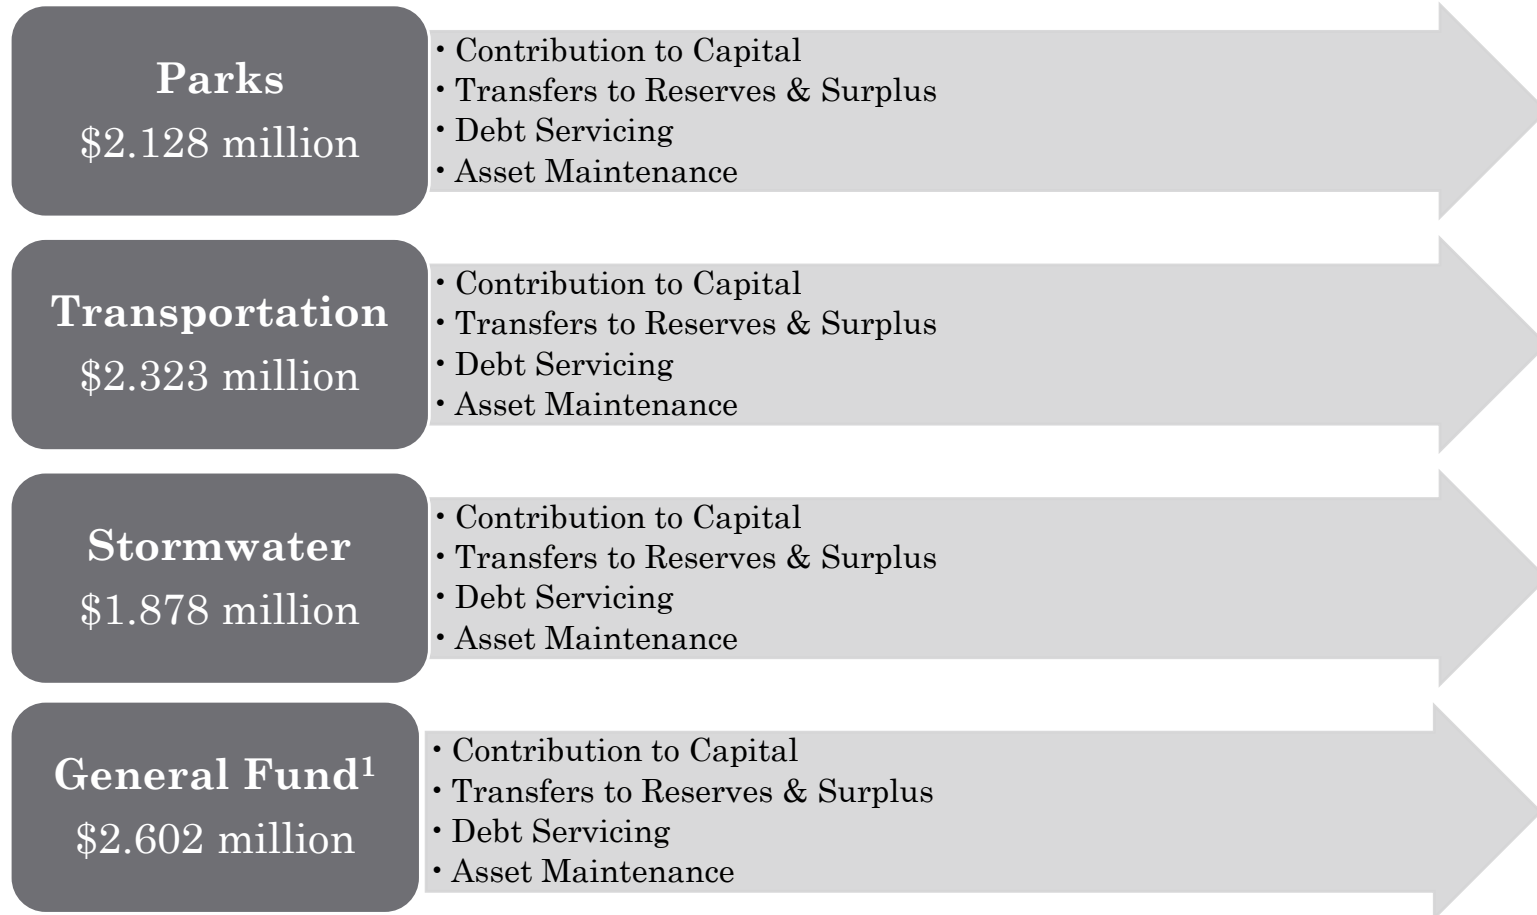 Parks
$2.128 million
• Contribution to Capital
• Transfers to Reserves & Surplus
• Debt Servicing
• Asset Maintenance
Transportation
$2.323 million
• Contribution to Capital
• Transfers to Reserves & Surplus
• Debt Servicing
• Asset Maintenance
Stormwater
$1.878 million
• Contribution to Capital
• Transfers to Reserves & Surplus
• Debt Servicing
• Asset Maintenance
General Fund¹
$2.602 million
• Contribution to Capital
• Transfers to Reserves & Surplus
• Debt Servicing
• Asset Maintenance